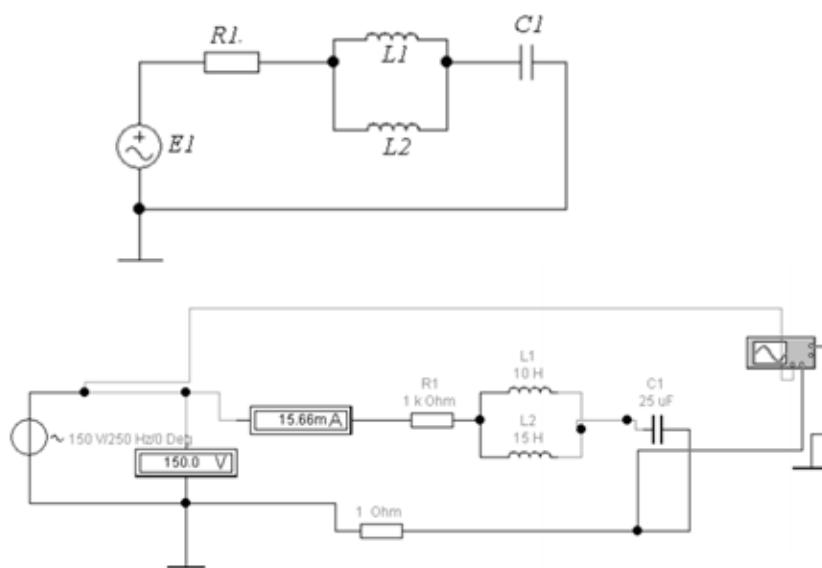 R1.
L1
C1
L2
E1
L1
10 H
R1
1 k Ohm
C1
25 uF
15.66m A
L2
15 H
~ 150 V/250 Hz/0 Deg
150.0 V
1 Ohm